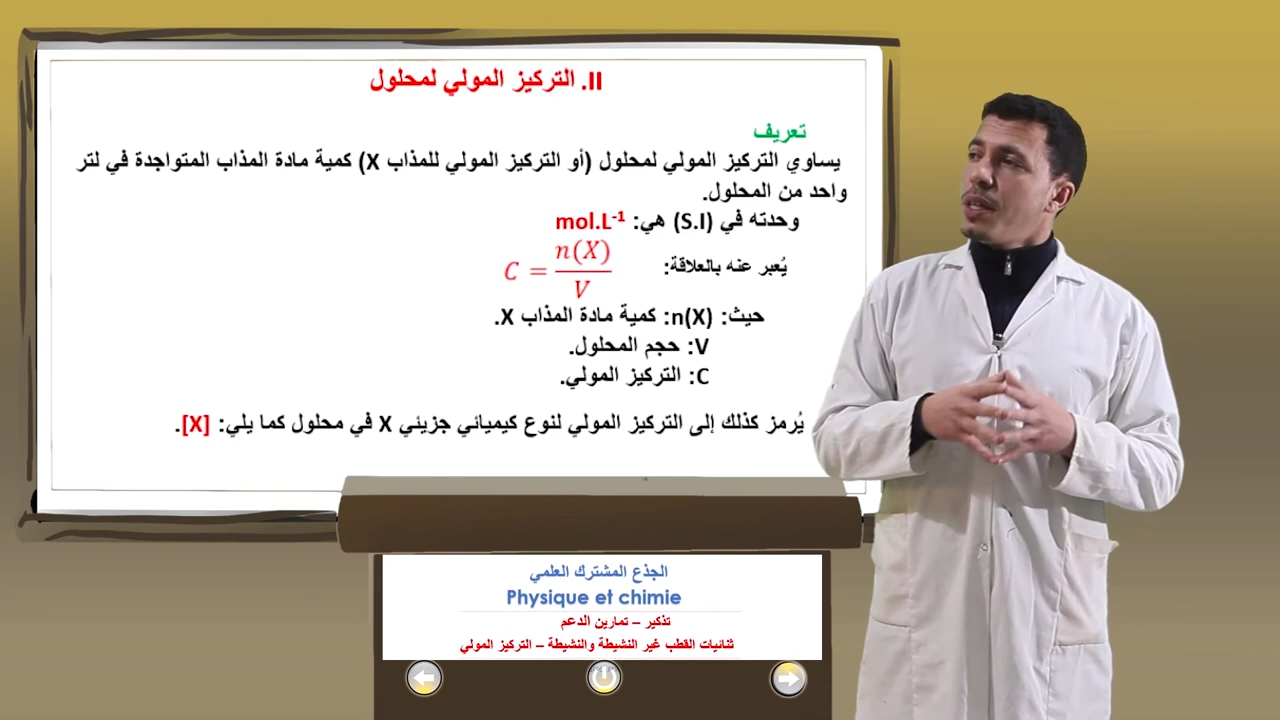 II. التركيز المولي لمحلول
تعريف
يساوي التركيز المولي لمحلول (أو التركيز المولي للمذاب X) كمية مادة المذاب المتواجدة في لتر
واحد من المحلول.
وحدته في (S.I) هي: mol.L⁻¹
يُعبر عنه بالعلاقة: C = n(X)/V
حيث: n(X): كمية مادة المذاب X.
V: حجم المحلول.
C: التركيز المولي.
يُرمز كذلك إلى التركيز المولي لنوع كيميائي جزيئي X في محلول كما يلي: [X].
الجذع المشترك العلمي
Physique et chimie
تذكير – تمارين الدعم
ثنائيات القطب غير النشيطة والنشيطة – التركيز المولي